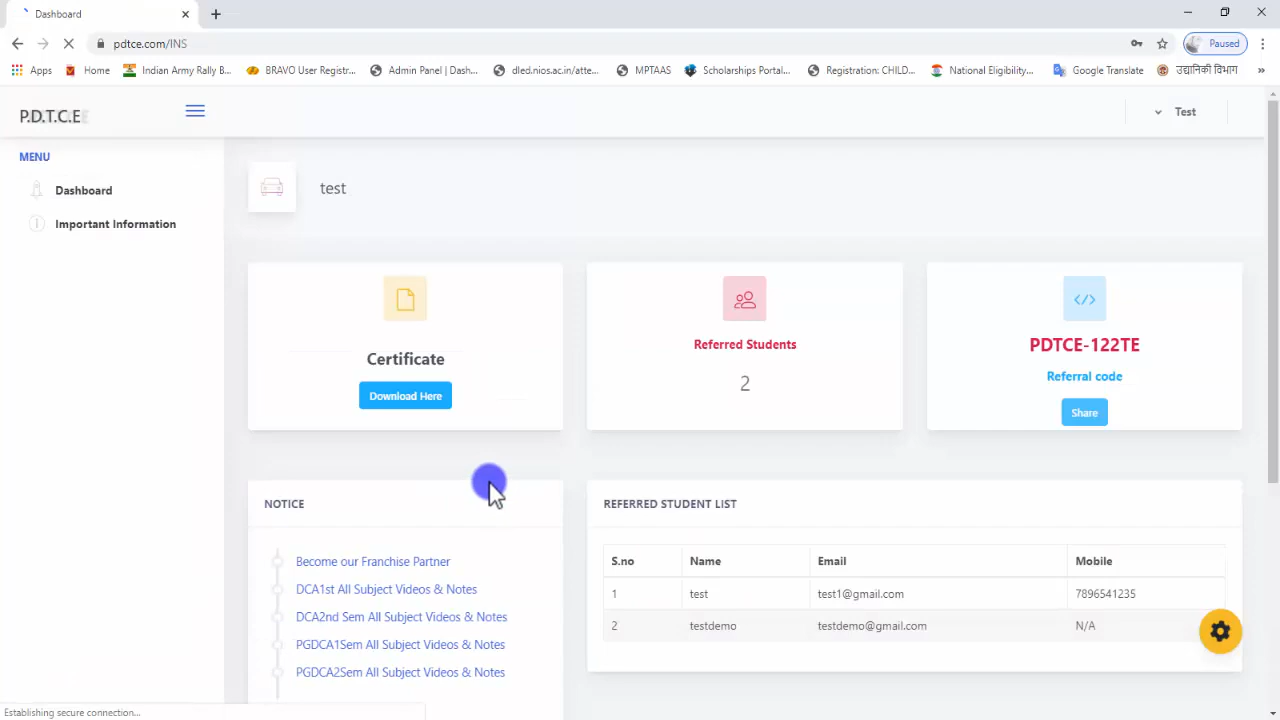 Dashboard
pdtce.com/INS
Paused
Apps
Home
Indian Army Rally B...
BRAVO User Registr...
Admin Panel | Dash...
dled.nios.ac.in/atte...
MPTAAS
Scholarships Portal...
Registration: CHILD...
National Eligibility...
Google Translate
उद्यानिकी विभाग
»
P.D.T.C.E
Test
MENU
Dashboard
Important Information
test
Certificate
Download Here
Referred Students
2
PDTCE-122TE
Referral code
Share
NOTICE
Become our Franchise Partner
DCA1st All Subject Videos & Notes
DCA2nd Sem All Subject Videos & Notes
PGDCA1Sem All Subject Videos & Notes
PGDCA2Sem All Subject Videos & Notes
REFERRED STUDENT LIST
S.no Name Email Mobile
1 test test1@gmail.com 7896541235
2 testdemo testdemo@gmail.com N/A
Establishing secure connection...